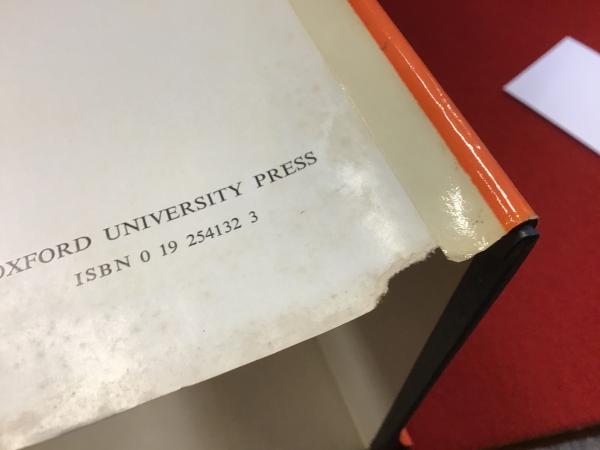 OXFORD UNIVERSITY PRESS
ISBN 0 19 254132 3